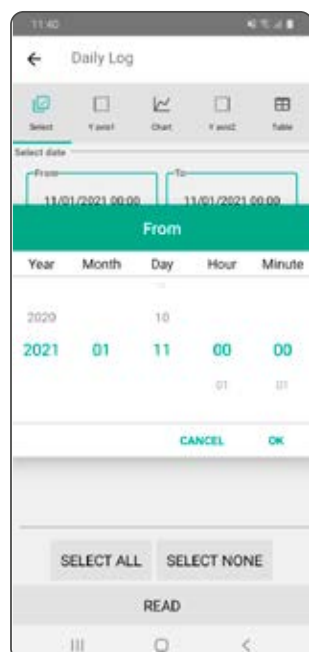 11:40
Daily Log
Select Y axis1 Chart Y axis2 Table
Select date
From To
11/01/2021 00:00 11/01/2021 00:00
From
Year Month Day Hour Minute
2020 10
2021 01 11 00 00
01 01
CANCEL OK
SELECT ALL SELECT NONE
READ